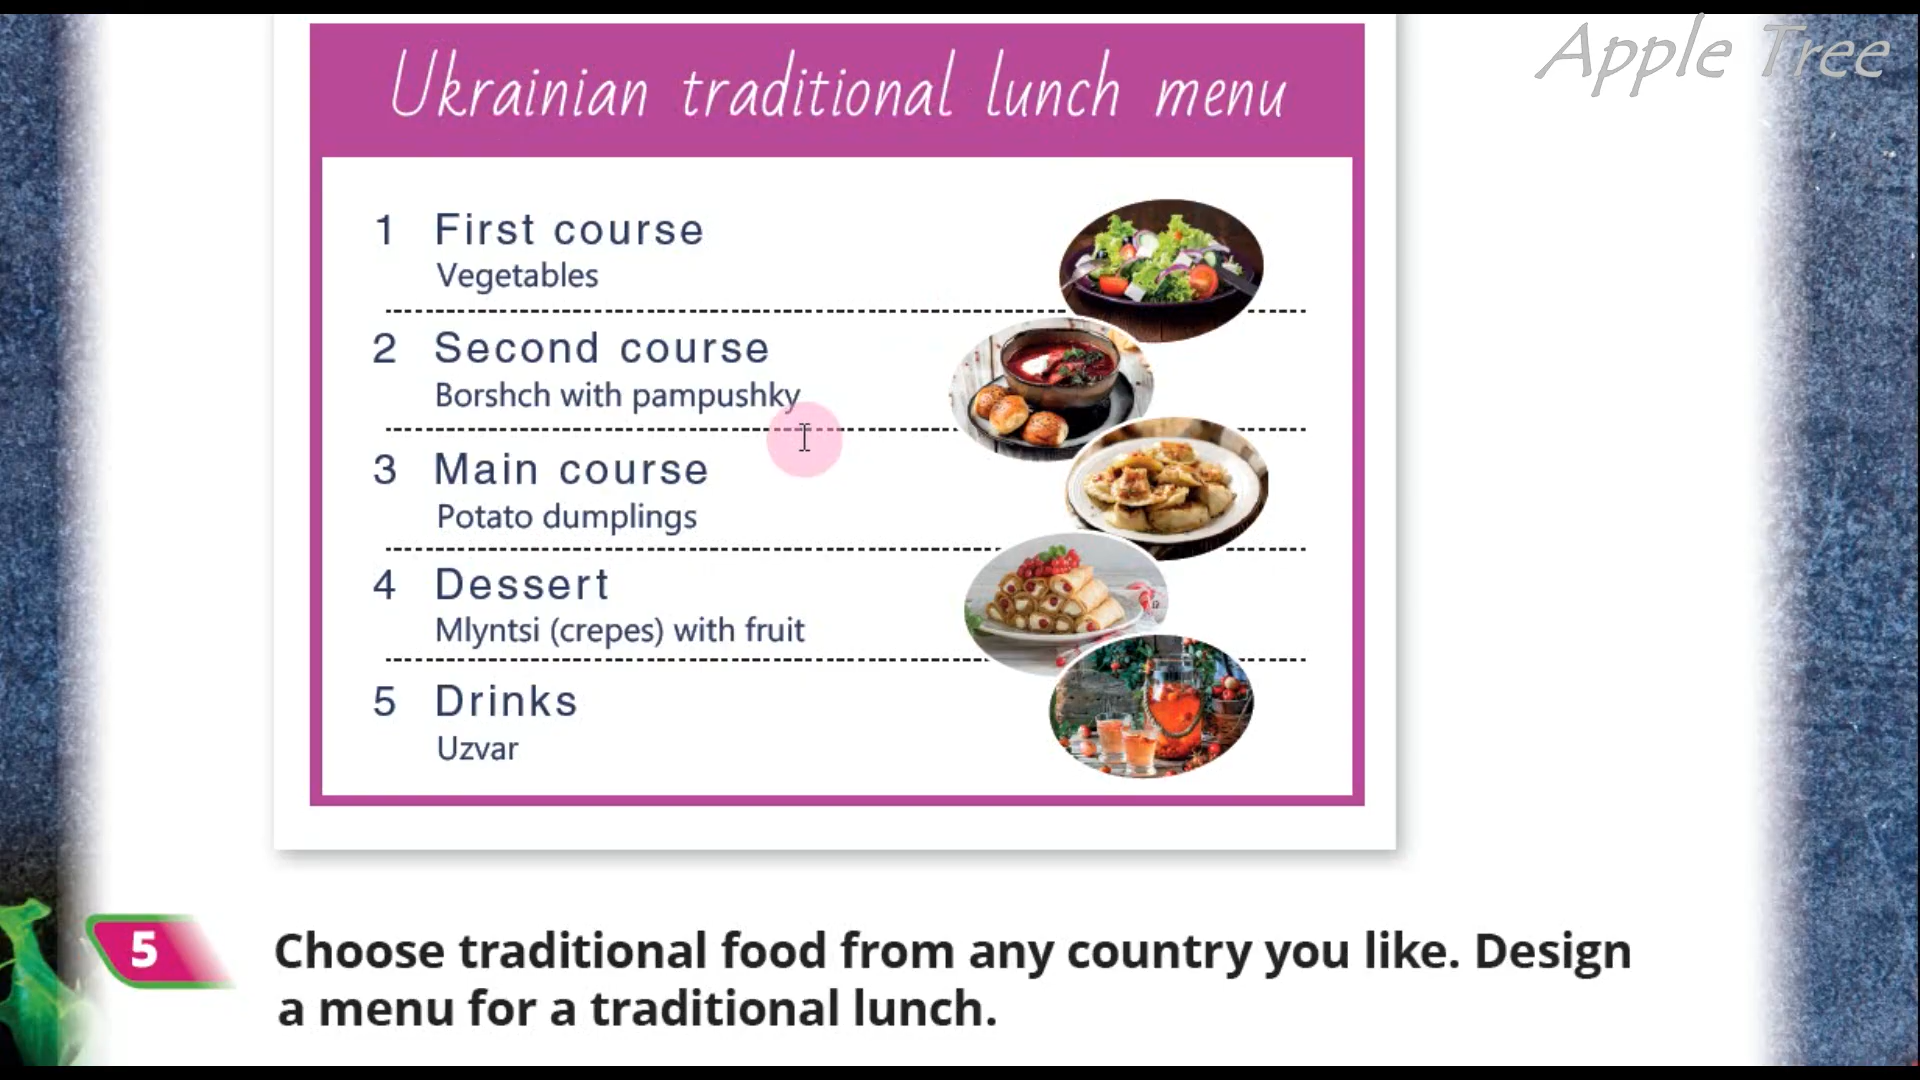 Apple Tree
Ukrainian traditional lunch menu
1 First course
Vegetables
2 Second course
Borshch with pampushky
3 Main course
Potato dumplings
4 Dessert
Mlyntsi (crepes) with fruit
5 Drinks
Uzvar
5 Choose traditional food from any country you like. Design
a menu for a traditional lunch.